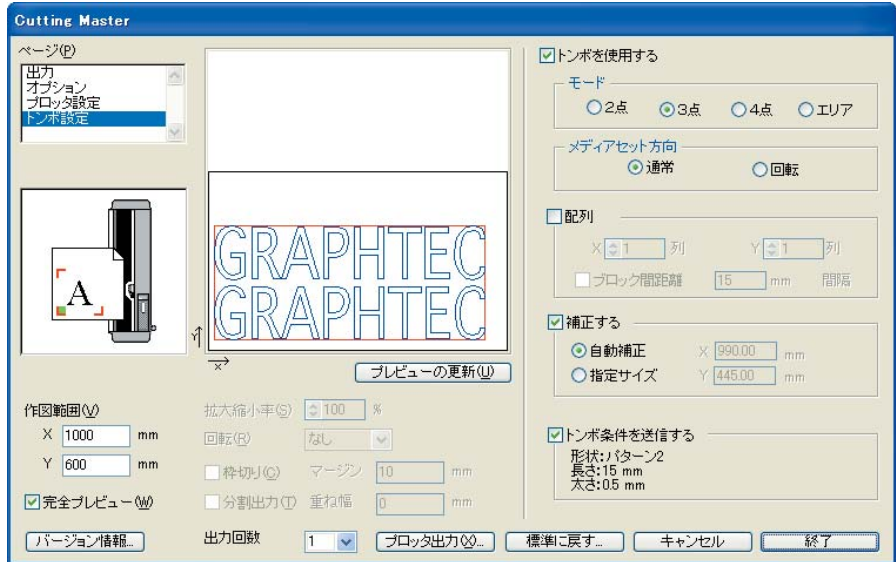 Cutting Master
ページ(P)
出力
オプション
プロッタ設定
トンボ設定
A
GRAPHTEC
GRAPHTEC
Y
X
プレビューの更新(U)
作図範囲(V)
X 1000 mm
Y 600 mm
完全プレビュー(W)
バージョン情報...
拡大縮小率(S) 100 %
回転(R) なし
枠切り(C) マージン 10 mm
分割出力(T) 重ね幅 0 mm
出力回数 1
プロッタ出力(X)...
トンボを使用する
モード
2点 3点 4点 エリア
メディアセット方向
通常 回転
配列
X 1 列 Y 1 列
ブロック間距離 15 mm 間隔
補正する
自動補正 X 990.00 mm
指定サイズ Y 445.00 mm
トンボ条件を送信する
形状:パターン2
長さ:15 mm
太さ:0.5 mm
標準に戻す...
キャンセル
終了